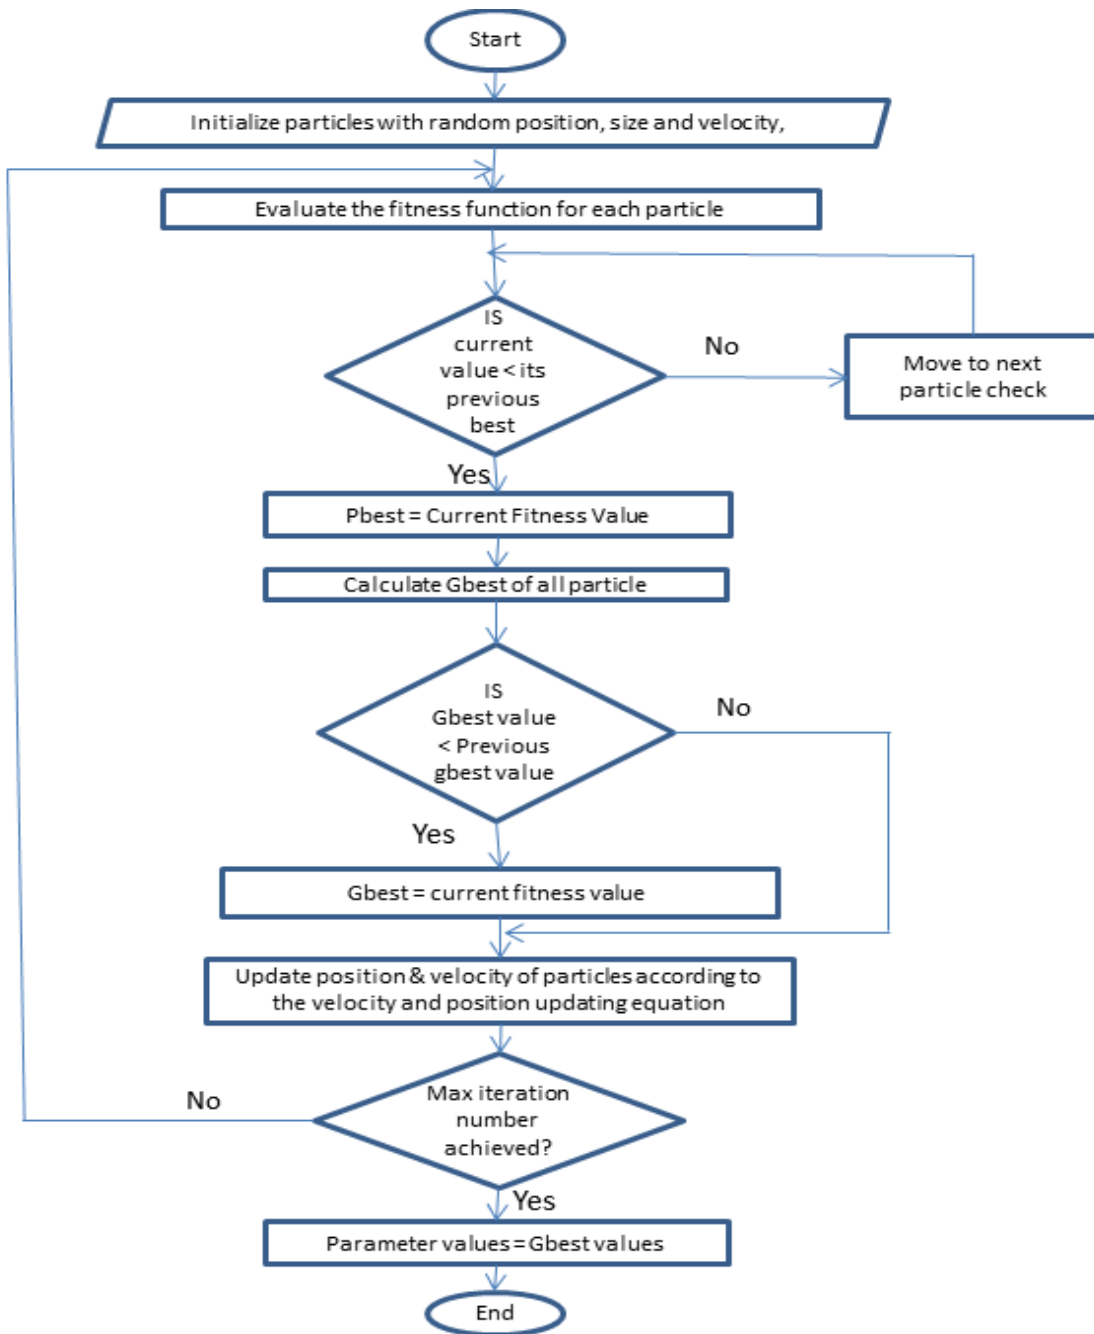 Start
Initialize particles with random position, size and velocity,
Evaluate the fitness function for each particle
IS
current
value < its
previous
best
No
Move to next
particle check
Yes
Pbest = Current Fitness Value
Calculate Gbest of all particle
IS
Gbest value
< Previous
gbest value
No
Yes
Gbest = current fitness value
Update position & velocity of particles according to
the velocity and position updating equation
Max iteration
number
achieved?
No
Yes
Parameter values = Gbest values
End